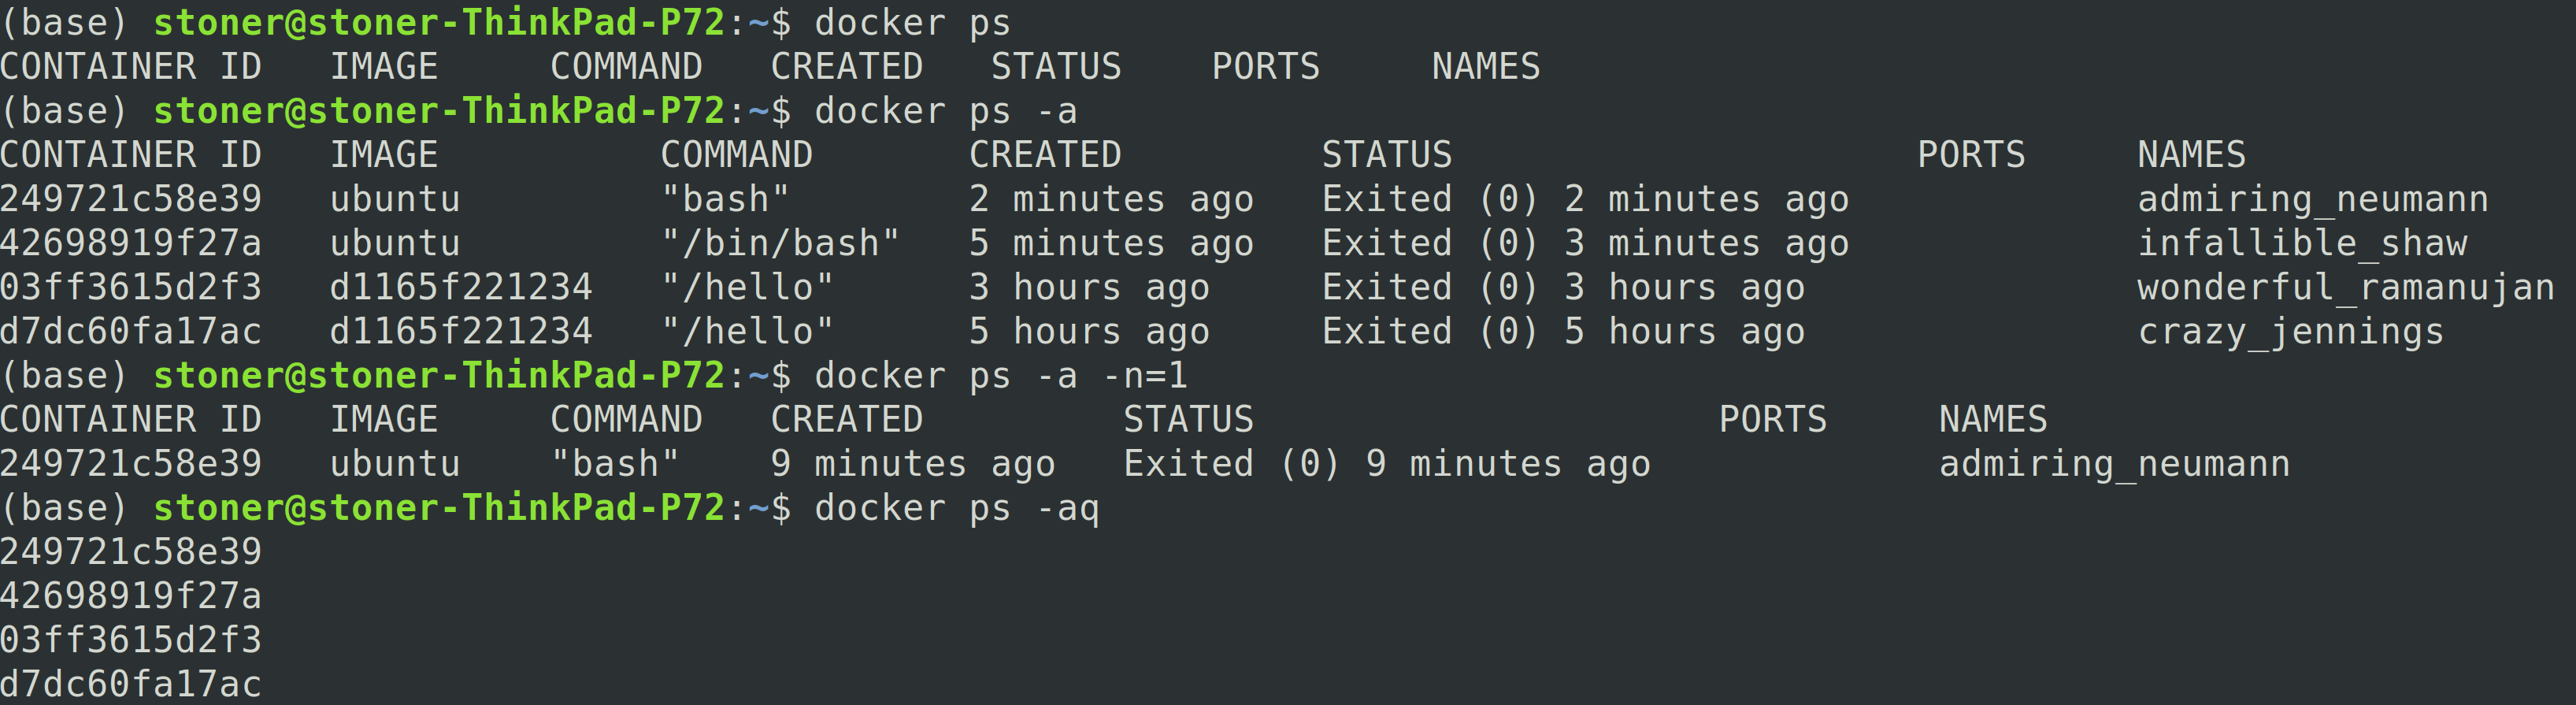 (base) stoner@stoner-ThinkPad-P72:~$ docker ps
CONTAINER ID   IMAGE     COMMAND   CREATED   STATUS    PORTS     NAMES
(base) stoner@stoner-ThinkPad-P72:~$ docker ps -a
CONTAINER ID   IMAGE          COMMAND       CREATED         STATUS                     PORTS     NAMES
249721c58e39   ubuntu         "bash"        2 minutes ago   Exited (0) 2 minutes ago             admiring_neumann
42698919f27a   ubuntu         "/bin/bash"   5 minutes ago   Exited (0) 3 minutes ago             infallible_shaw
03ff3615d2f3   d1165f221234   "/hello"      3 hours ago     Exited (0) 3 hours ago               wonderful_ramanujan
d7dc60fa17ac   d1165f221234   "/hello"      5 hours ago     Exited (0) 5 hours ago               crazy_jennings
(base) stoner@stoner-ThinkPad-P72:~$ docker ps -a -n=1
CONTAINER ID   IMAGE     COMMAND   CREATED         STATUS                     PORTS     NAMES
249721c58e39   ubuntu    "bash"    9 minutes ago   Exited (0) 9 minutes ago             admiring_neumann
(base) stoner@stoner-ThinkPad-P72:~$ docker ps -aq
249721c58e39
42698919f27a
03ff3615d2f3
d7dc60fa17ac